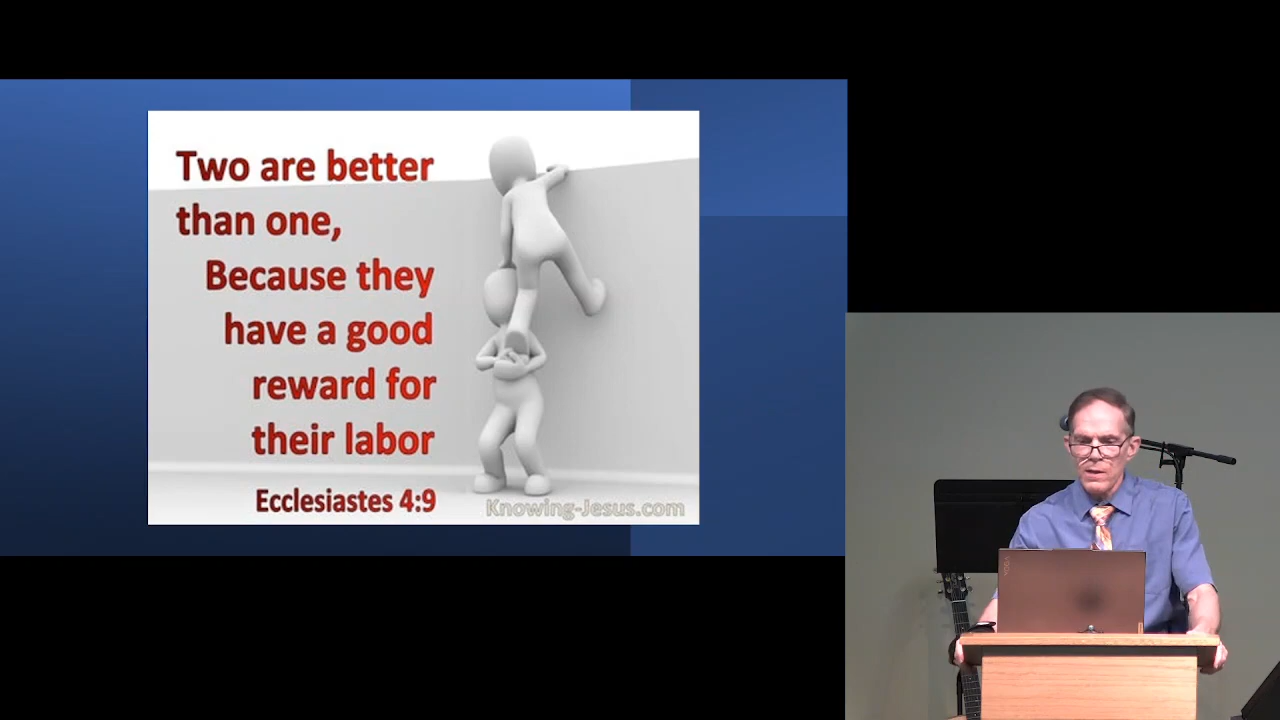 Two are better
than one,
Because they
have a good
reward for
their labor
Ecclesiastes 4:9
Knowing-Jesus.com